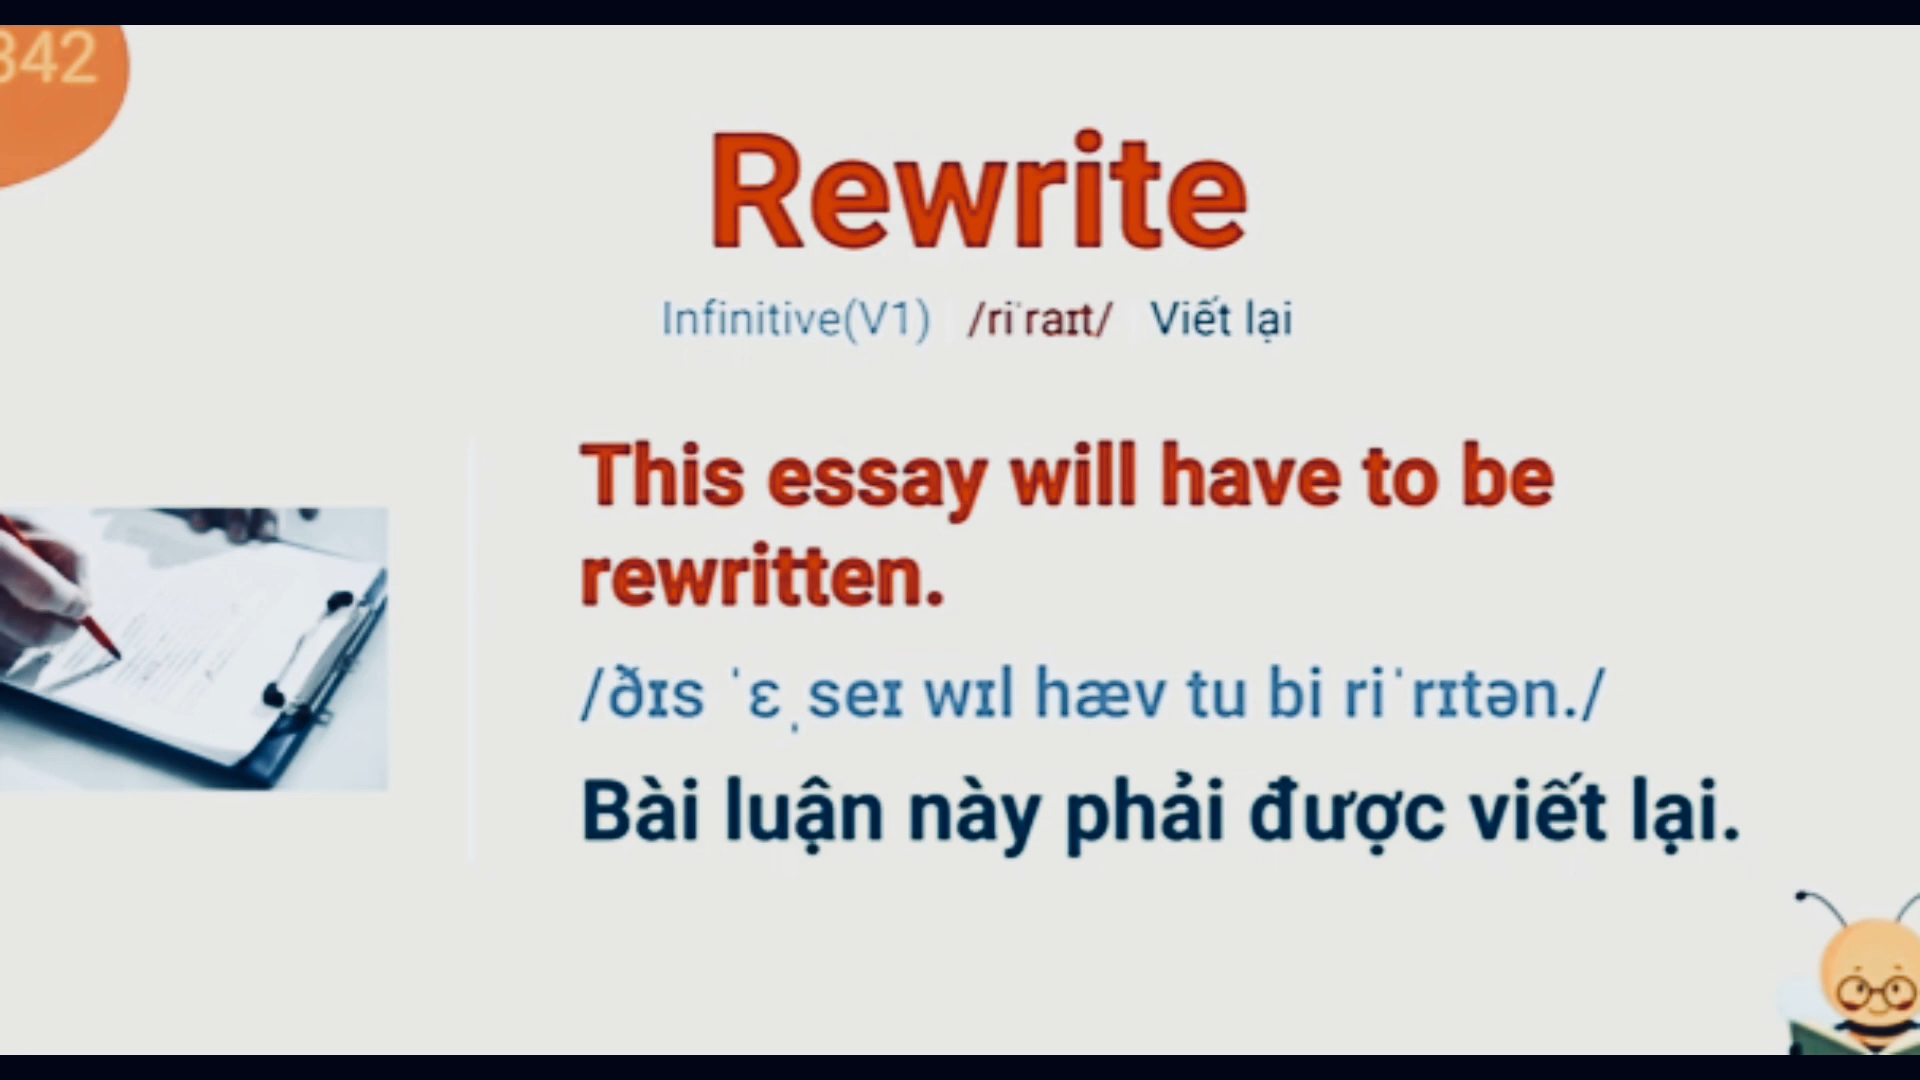 Rewrite
Infinitive(V1) /riˈraɪt/ Viết lại
This essay will have to be
rewritten.
/ðɪs ˈɛˌseɪ wɪl hæv tu bi riˈrɪtən./
Bài luận này phải được viết lại.